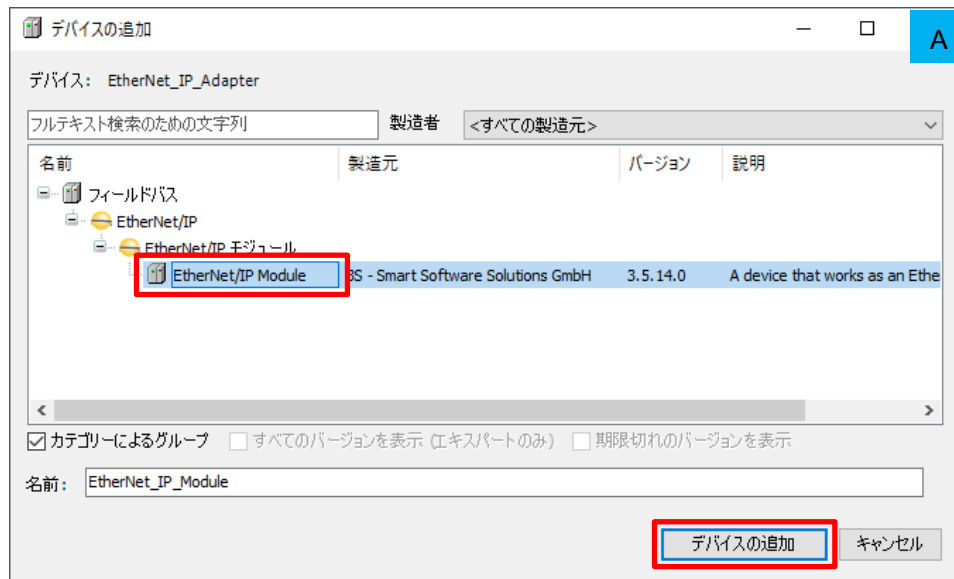 デバイスの追加
A
デバイス: EtherNet_IP_Adapter
フルテキスト検索のための文字列 製造者 <すべての製造元>
名前 製造元 バージョン 説明
フィールドバス
EtherNet/IP
EtherNet/IP モジュール
EtherNet/IP Module 3S - Smart Software Solutions GmbH 3.5.14.0 A device that works as an Ethe
カテゴリーによるグループ すべてのバージョンを表示 (エキスパートのみ) 期限切れのバージョンを表示
名前: EtherNet_IP_Module
デバイスの追加 キャンセル